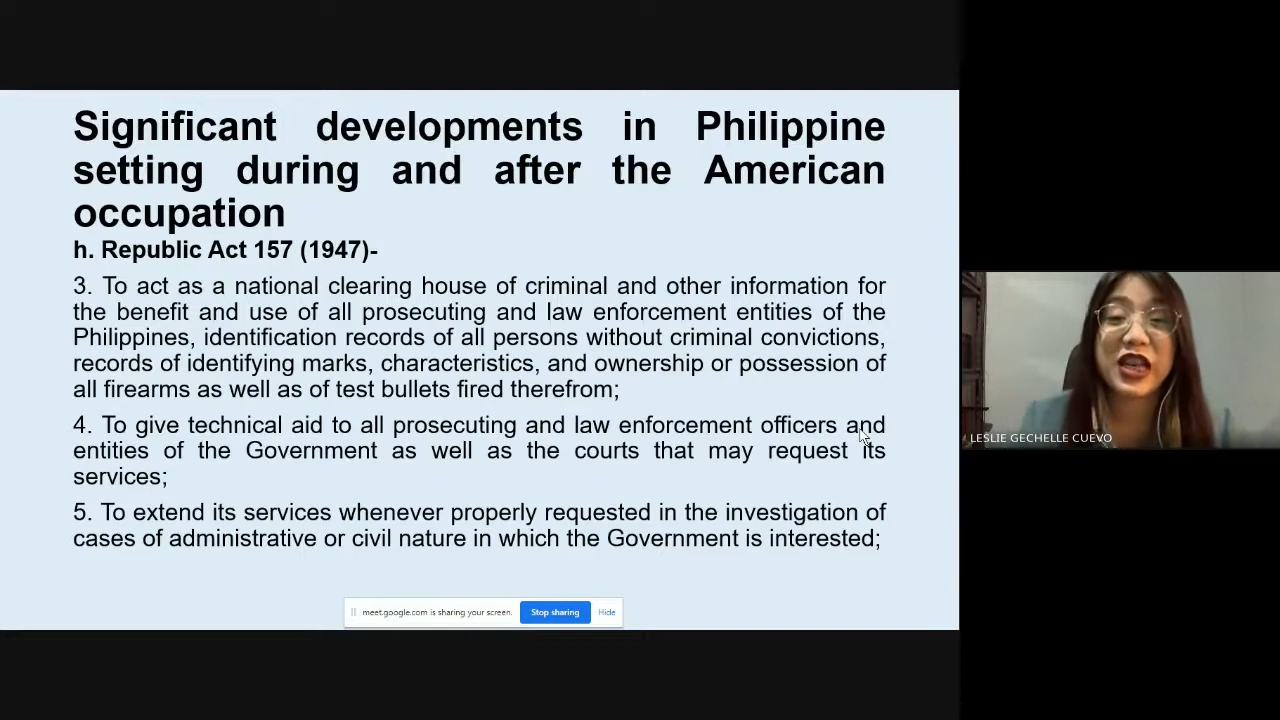 Significant developments in Philippine
setting during and after the American
occupation
h. Republic Act 157 (1947)-
3. To act as a national clearing house of criminal and other information for
the benefit and use of all prosecuting and law enforcement entities of the
Philippines, identification records of all persons without criminal convictions,
records of identifying marks, characteristics, and ownership or possession of
all firearms as well as of test bullets fired therefrom;
4. To give technical aid to all prosecuting and law enforcement officers and
entities of the Government as well as the courts that may request its
services;
5. To extend its services whenever properly requested in the investigation of
cases of administrative or civil nature in which the Government is interested;
meet.google.com is sharing your screen. Stop sharing Hide
LESLIE GECHELLE CUEVO